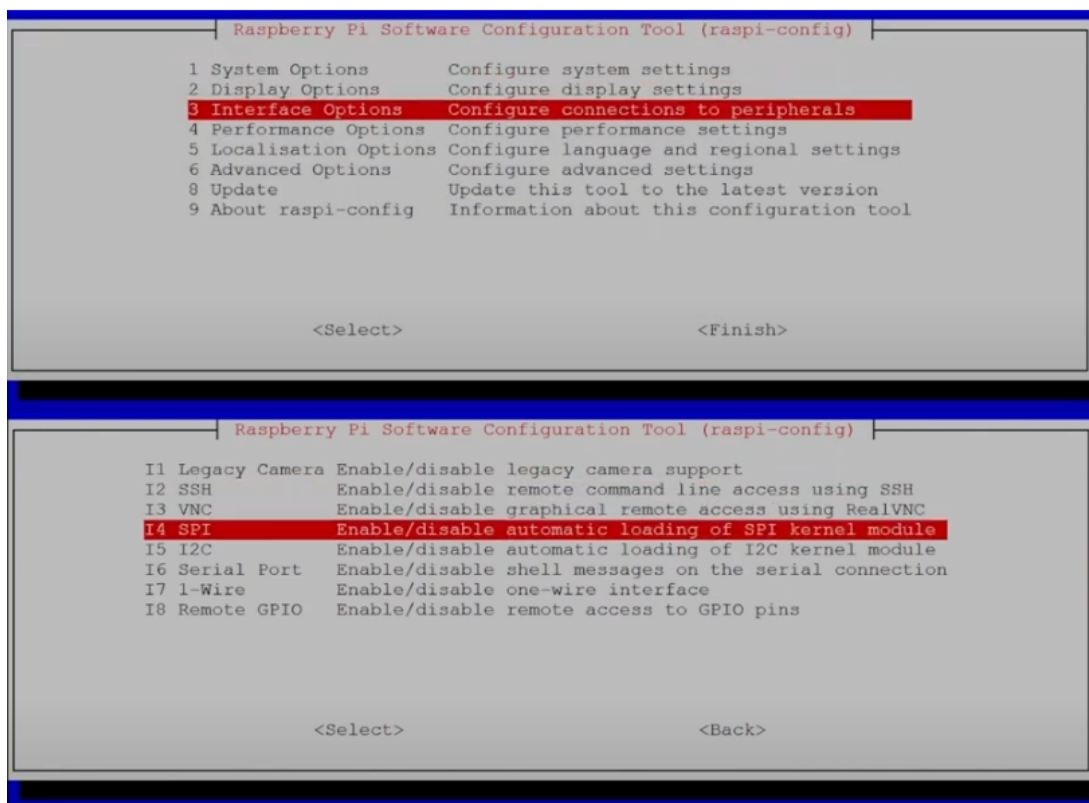 Raspberry Pi Software Configuration Tool (raspi-config)
1 System Options Configure system settings
2 Display Options Configure display settings
3 Interface Options Configure connections to peripherals
4 Performance Options Configure performance settings
5 Localisation Options Configure language and regional settings
6 Advanced Options Configure advanced settings
8 Update Update this tool to the latest version
9 About raspi-config Information about this configuration tool
<Select> <Finish>
Raspberry Pi Software Configuration Tool (raspi-config)
I1 Legacy Camera Enable/disable legacy camera support
I2 SSH Enable/disable remote command line access using SSH
I3 VNC Enable/disable graphical remote access using RealVNC
I4 SPI Enable/disable automatic loading of SPI kernel module
I5 I2C Enable/disable automatic loading of I2C kernel module
I6 Serial Port Enable/disable shell messages on the serial connection
I7 1-Wire Enable/disable one-wire interface
I8 Remote GPIO Enable/disable remote access to GPIO pins
<Select> <Back>